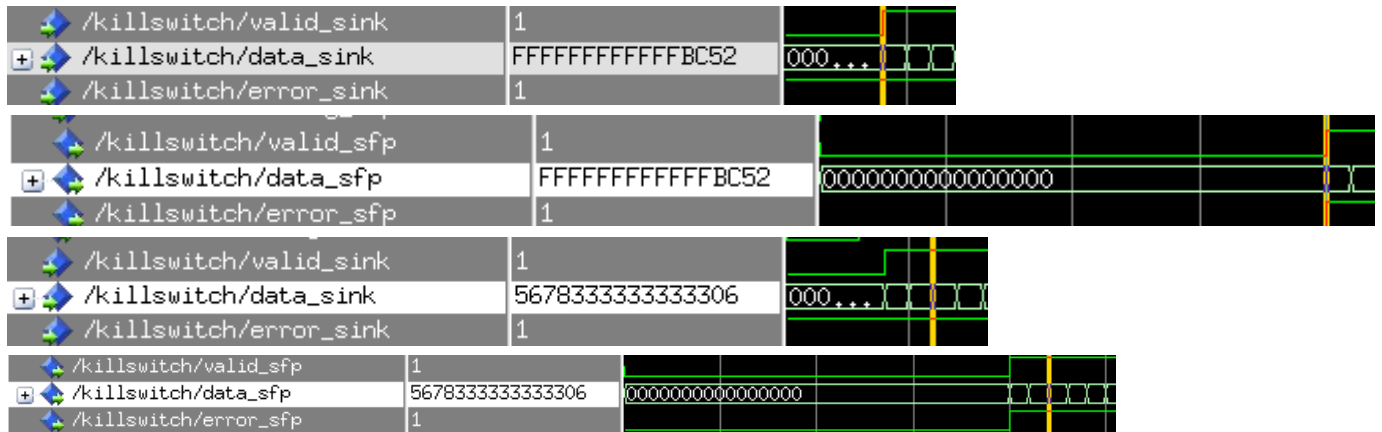 /killswitch/valid_sink 1
/killswitch/data_sink FFFFFFFFFFFFBC52 000...
/killswitch/error_sink 1
/killswitch/valid_sfp 1
/killswitch/data_sfp FFFFFFFFFFFFBC52 0000000000000000
/killswitch/error_sfp 1
/killswitch/valid_sink 1
/killswitch/data_sink 5678333333333306 000...
/killswitch/error_sink 1
/killswitch/valid_sfp 1
/killswitch/data_sfp 5678333333333306 0000000000000000
/killswitch/error_sfp 1